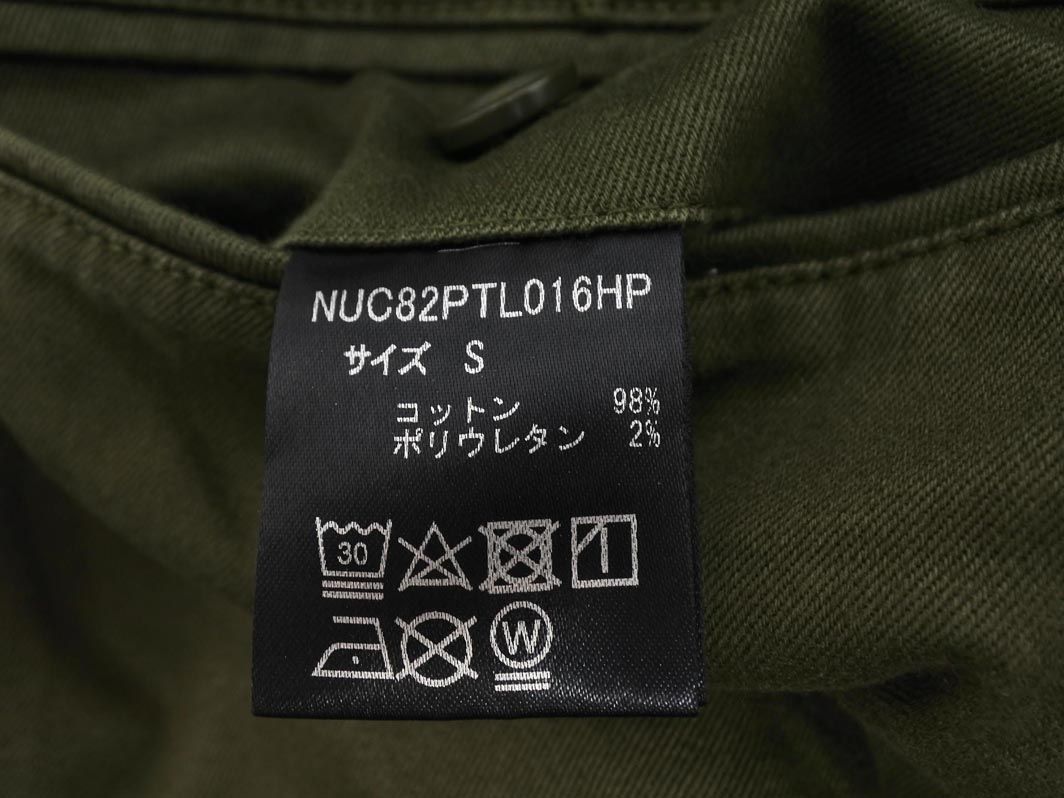 NUC82PTL016HP
サイズ S
コットン 98%
ポリウレタン 2%
30
W